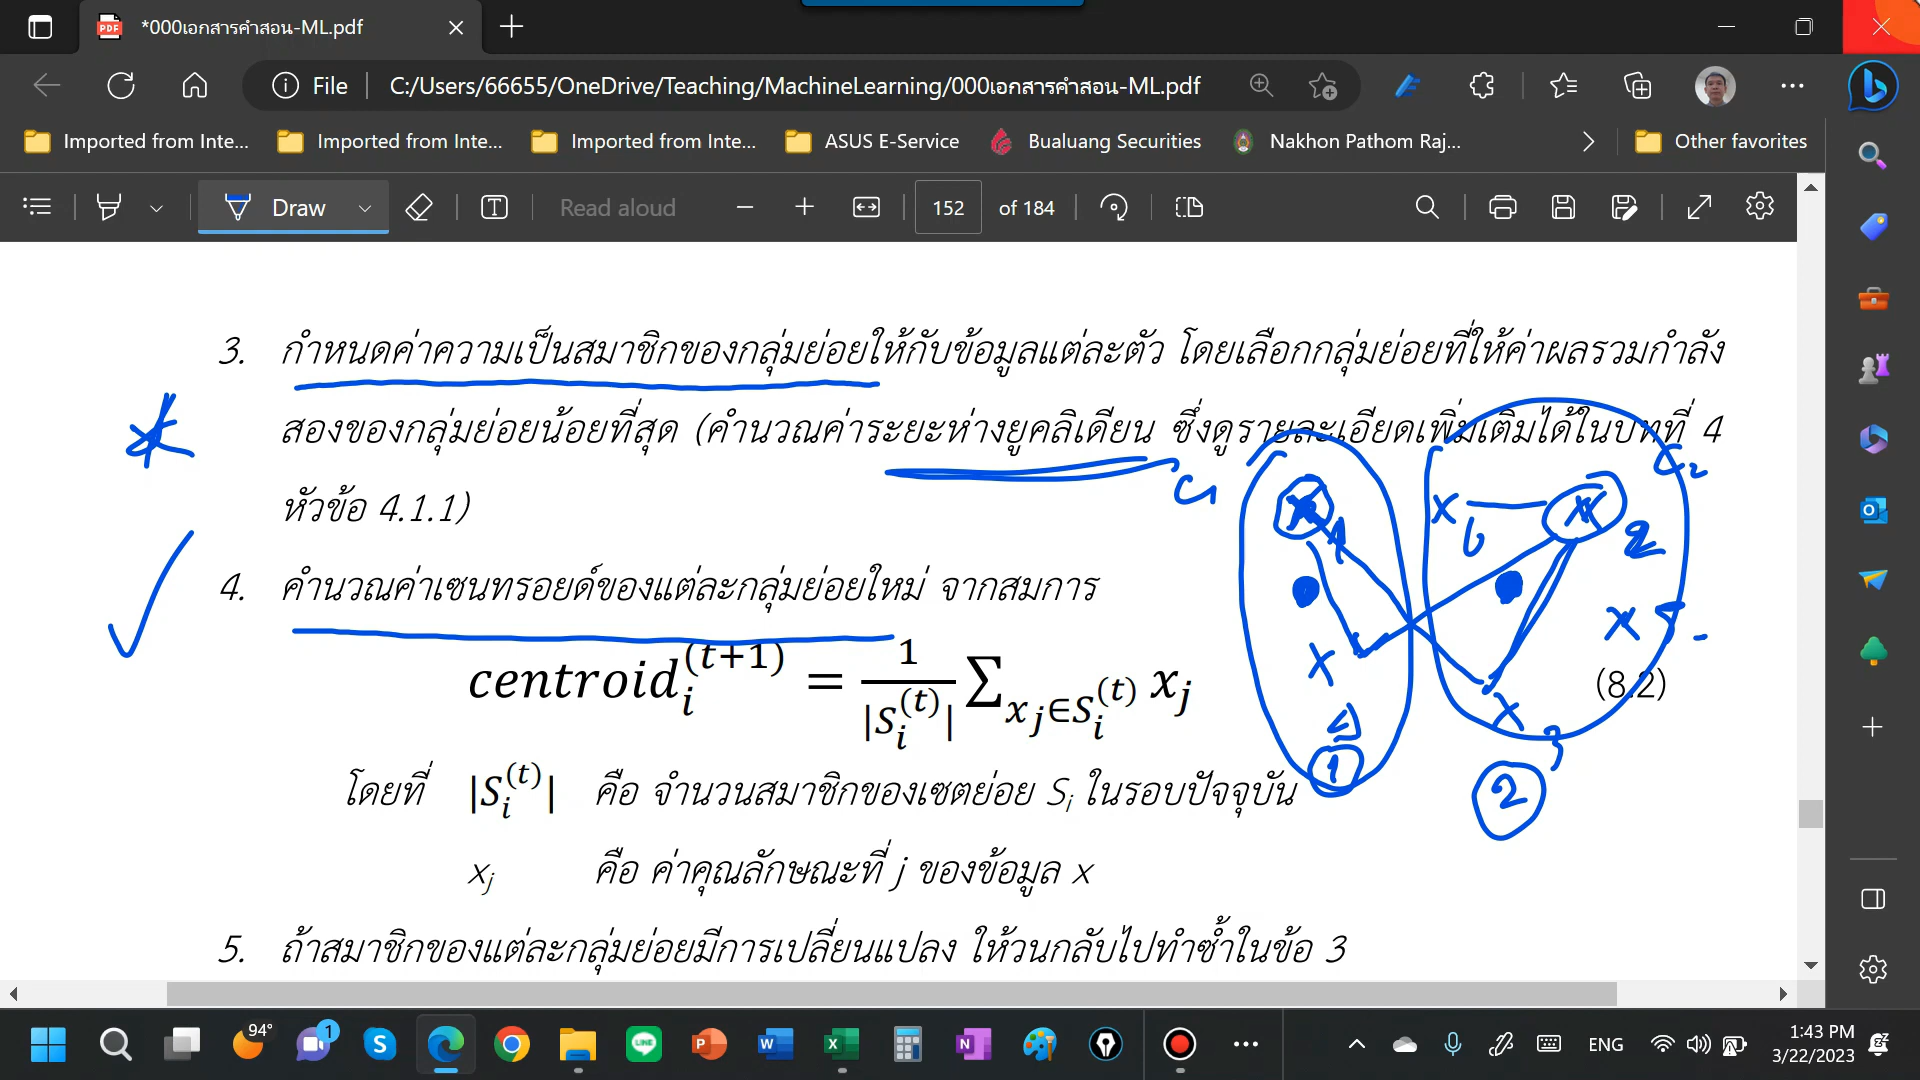 *000เอกสารคำสอน-ML.pdf
File C:/Users/66655/OneDrive/Teaching/MachineLearning/000เอกสารคำสอน-ML.pdf
Imported from Inte... Imported from Inte... Imported from Inte... ASUS E-Service Bualuang Securities Nakhon Pathom Raj... Other favorites
Draw Read aloud 152 of 184
3. กำหนดค่าความเป็นสมาชิกของกลุ่มย่อยให้กับข้อมูลแต่ละตัว โดยเลือกกลุ่มย่อยที่ให้ค่าผลรวมกำลัง
สองของกลุ่มย่อยน้อยที่สุด (คำนวณค่าระยะห่างยูคลิเดียน ซึ่งดูรายละเอียดเพิ่มเติมได้ในบทที่ 4
หัวข้อ 4.1.1)
4. คำนวณค่าเซนทรอยด์ของแต่ละกลุ่มย่อยใหม่ จากสมการ
centroid_i^(t+1) = 1/|S_i^(t)| ∑_{x_j∈S_i^(t)} x_j (8.2)
โดยที่ |S_i^(t)| คือ จำนวนสมาชิกของเซตย่อย S_i ในรอบปัจจุบัน
x_j คือ ค่าคุณลักษณะที่ j ของข้อมูล x
5. ถ้าสมาชิกของแต่ละกลุ่มย่อยมีการเปลี่ยนแปลง ให้วนกลับไปทำซ้ำในข้อ 3
C1
C2
x
x
x
x
1
2
3
1
2
94°
1
ENG
1:43 PM
3/22/2023